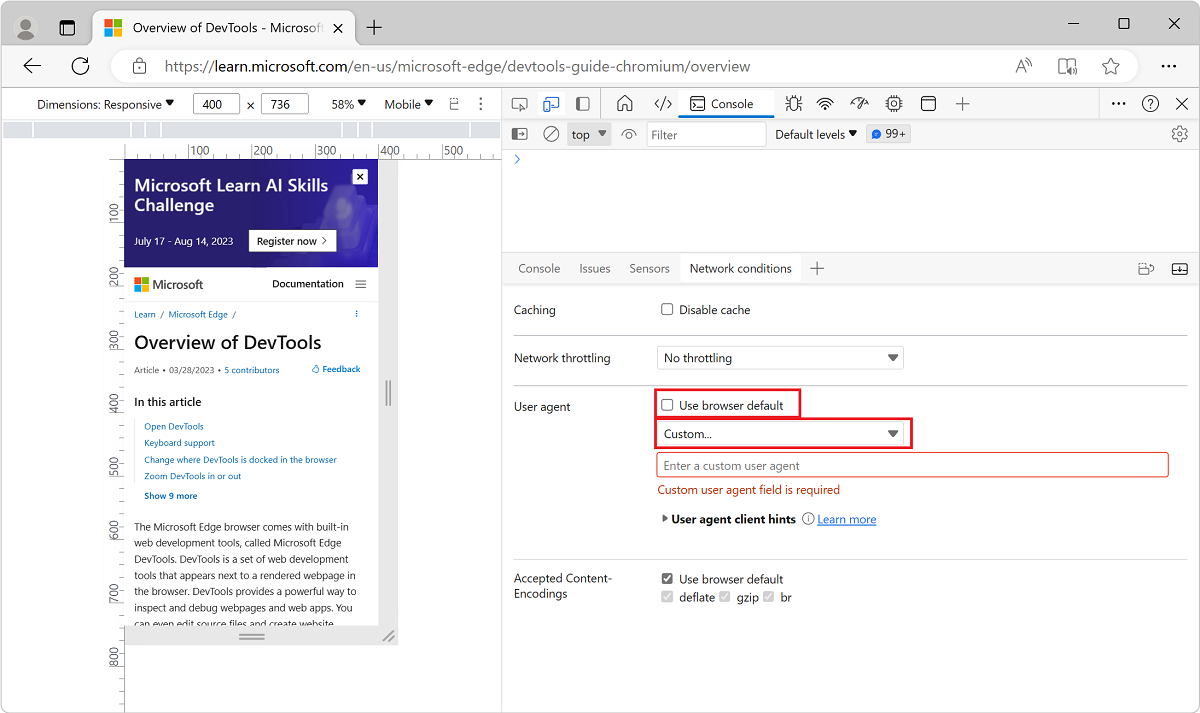 Overview of DevTools - Microsoft
https://learn.microsoft.com/en-us/microsoft-edge/devtools-guide-chromium/overview
Dimensions: Responsive 400 × 736 58% Mobile
Console
top Filter Default levels 99+
100 200 300 400 500
100
200
300
400
500
600
700
800
Microsoft Learn AI Skills
Challenge
July 17 - Aug 14, 2023 Register now
Microsoft Documentation
Learn / Microsoft Edge /
Overview of DevTools
Article • 03/28/2023 • 5 contributors Feedback
In this article
Open DevTools
Keyboard support
Change where DevTools is docked in the browser
Zoom DevTools in or out
Show 9 more
The Microsoft Edge browser comes with built-in
web development tools, called Microsoft Edge
DevTools. DevTools is a set of web development
tools that appears next to a rendered webpage in
the browser. DevTools provides a powerful way to
inspect and debug webpages and web apps. You
can even edit source files and create website
Console Issues Sensors Network conditions
Caching Disable cache
Network throttling No throttling
User agent Use browser default
Custom...
Enter a custom user agent
Custom user agent field is required
User agent client hints Learn more
Accepted Content-
Encodings
Use browser default
deflate gzip br